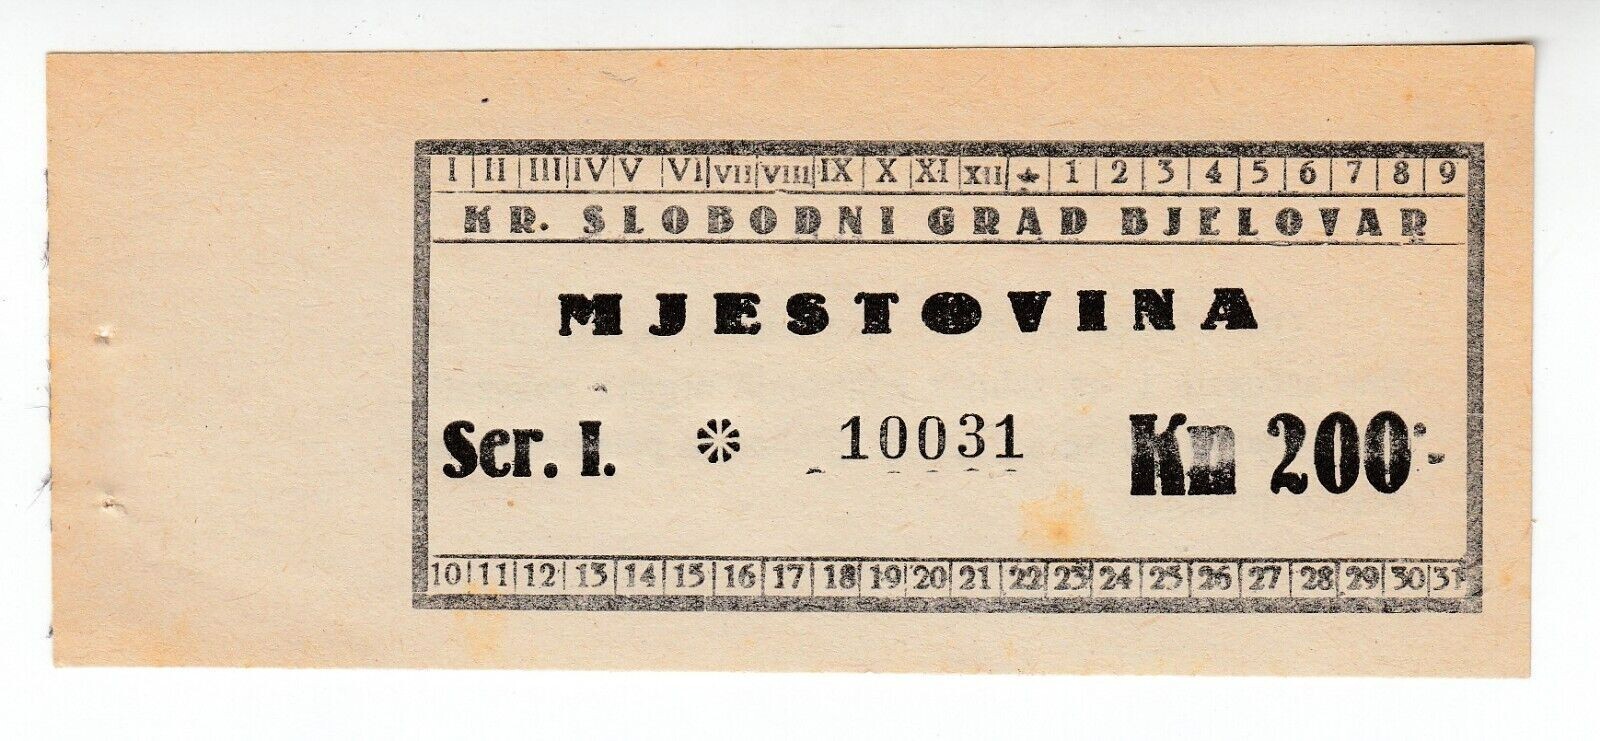 I II III IV V VI VII VIII IX X XI XII ★ 1 2 3 4 5 6 7 8 9
KR. SLOBODNI GRAD BJELOVAR
MJESTOVINA
Ser. I. * 10031 Kn 200·-
10 11 12 13 14 15 16 17 18 19 20 21 22 23 24 25 26 27 28 29 30 31